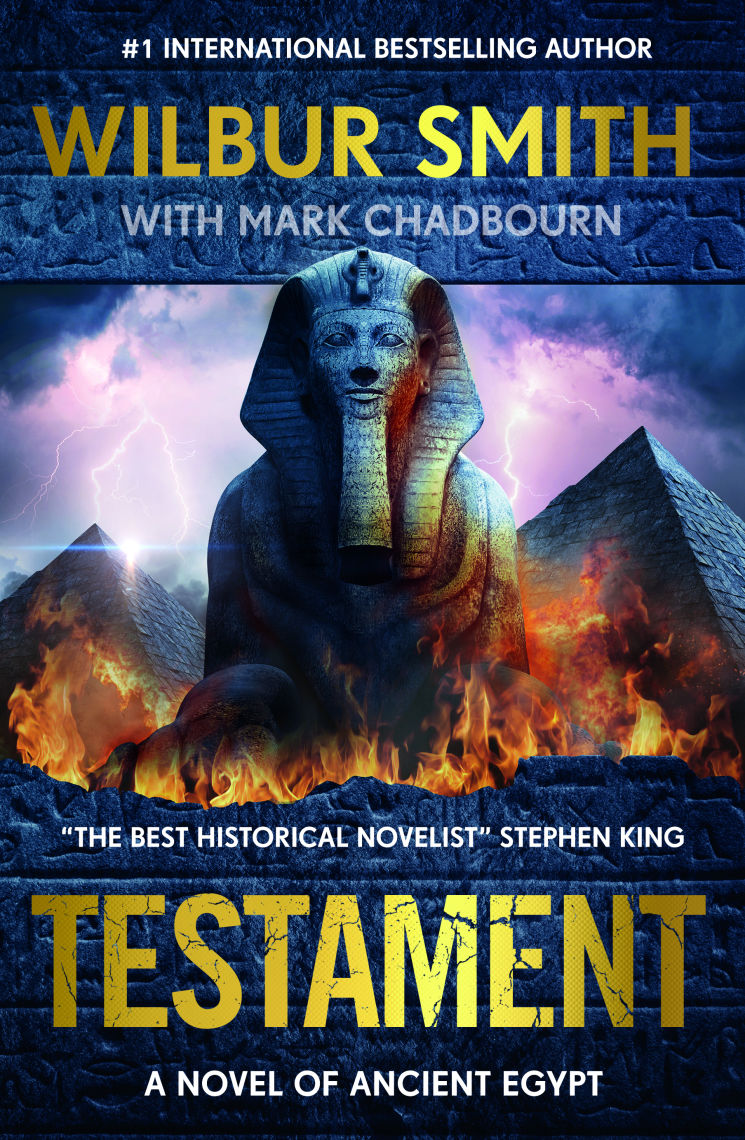 #1 INTERNATIONAL BESTSELLING AUTHOR
WILBUR SMITH
WITH MARK CHADBOURN
“THE BEST HISTORICAL NOVELIST” STEPHEN KING
TESTAMENT
A NOVEL OF ANCIENT EGYPT